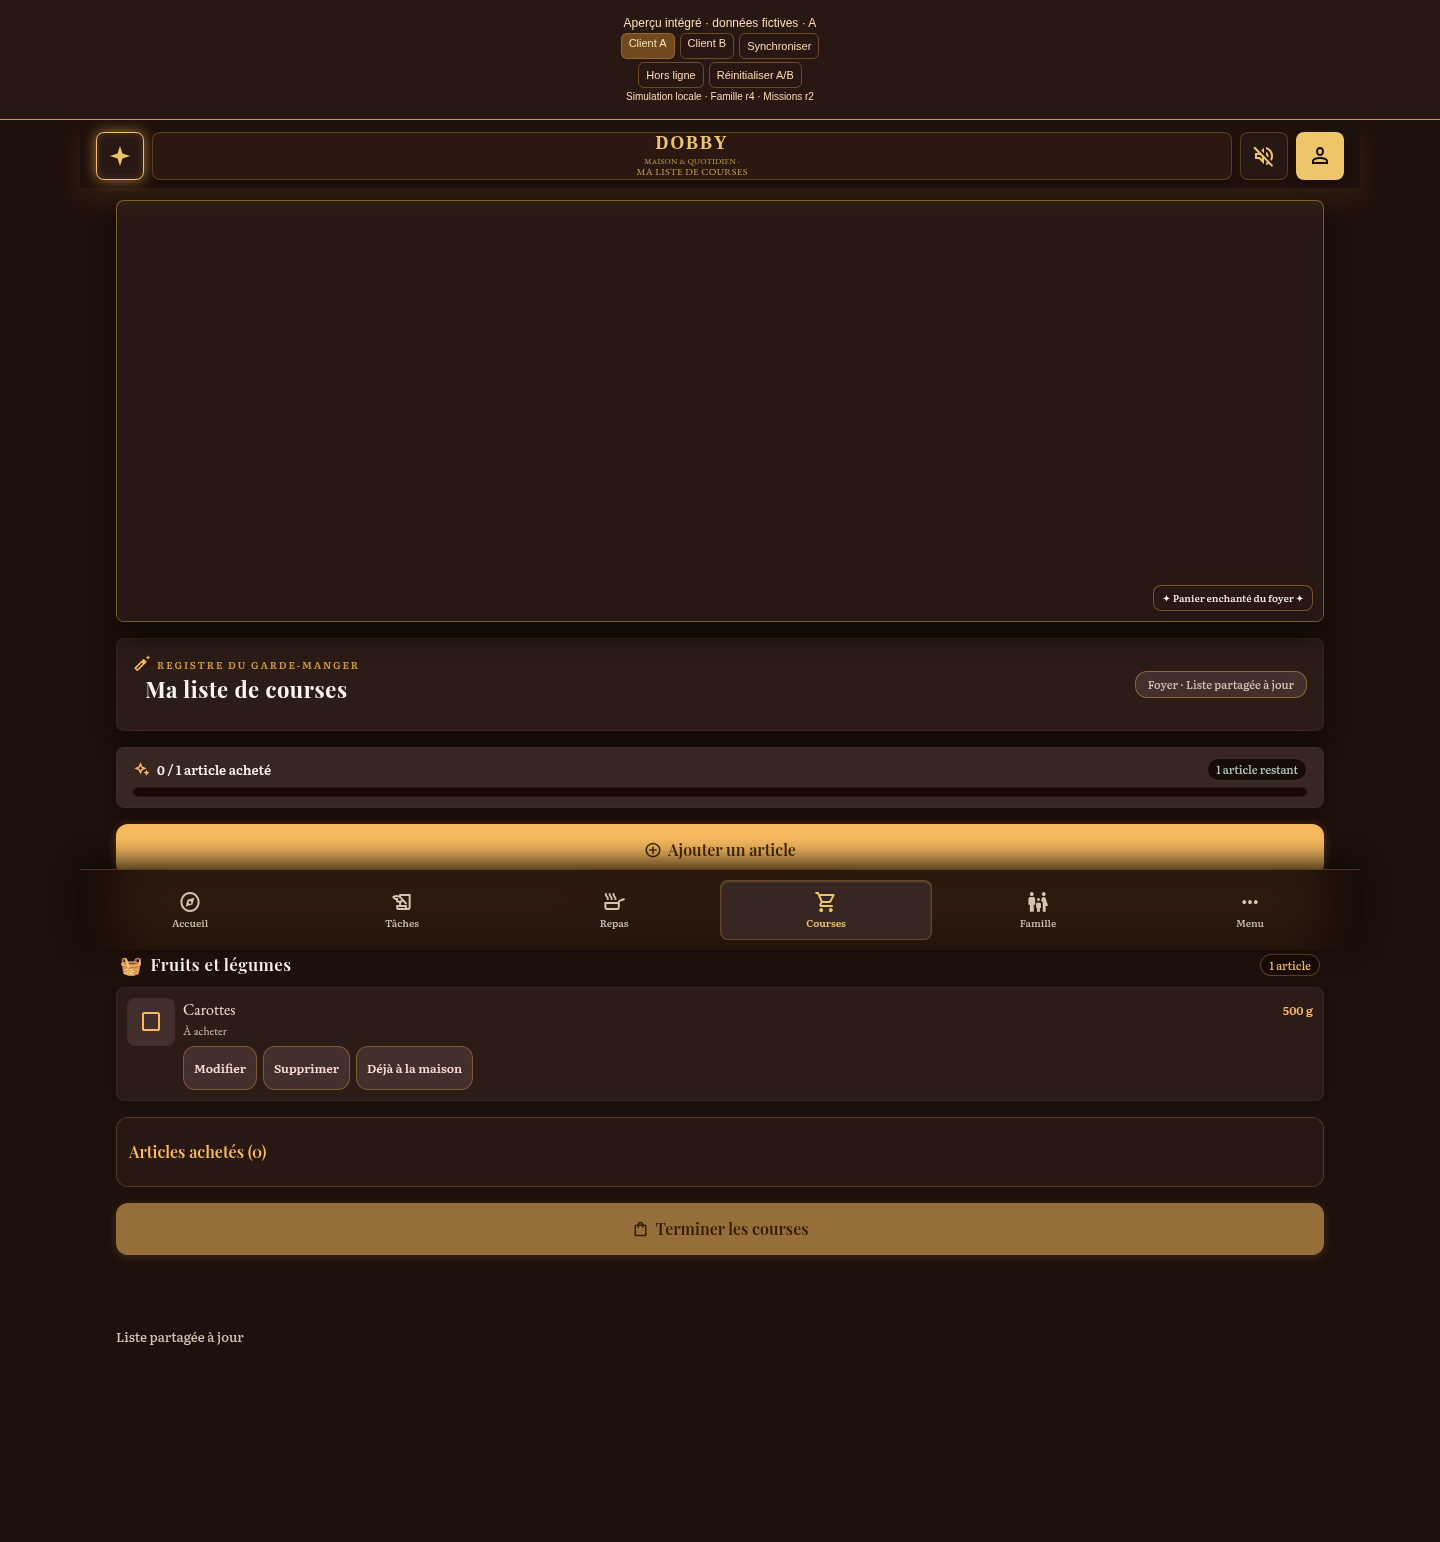 Aperçu intégré · données fictives · A
Client A
Client B
Synchroniser
Hors ligne
Réinitialiser A/B
Simulation locale · Famille r4 · Missions r2
DOBBY
MAISON & QUOTIDIEN ·
MA LISTE DE COURSES
✦ Panier enchanté du foyer ✦
REGISTRE DU GARDE-MANGER
Ma liste de courses
Foyer · Liste partagée à jour
0 / 1 article acheté
1 article restant
Ajouter un article
Accueil
Tâches
Repas
Courses
Famille
Menu
Fruits et légumes
1 article
Carottes
500 g
À acheter
Modifier
Supprimer
Déjà à la maison
Articles achetés (0)
Terminer les courses
Liste partagée à jour